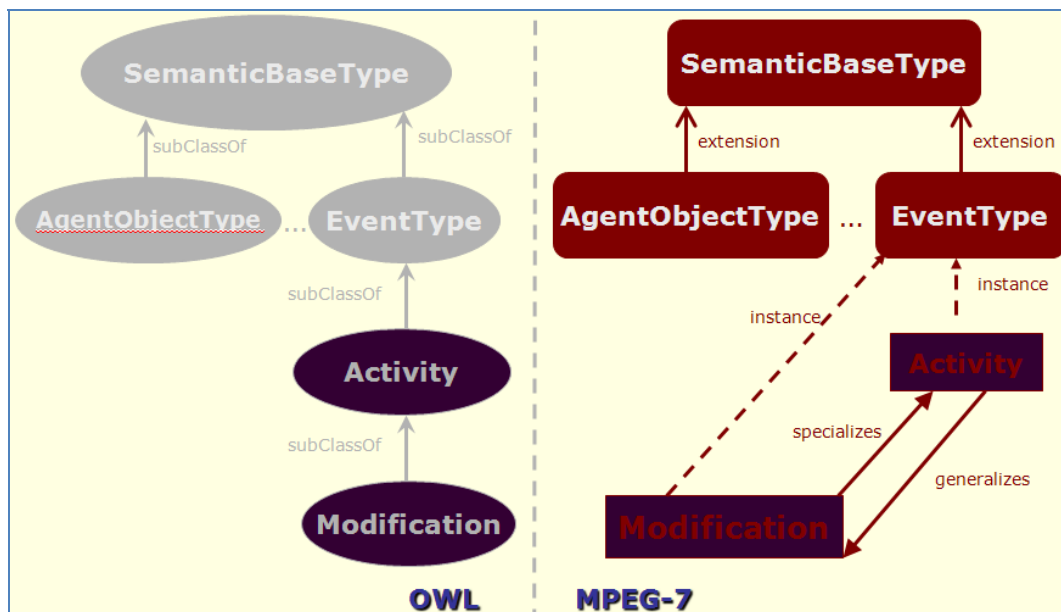 SemanticBaseType
subClassOf
subClassOf
AgentObjectType
...
EventType
subClassOf
Activity
subClassOf
Modification
OWL
SemanticBaseType
extension
extension
AgentObjectType
...
EventType
instance
instance
Activity
specializes
generalizes
Modification
MPEG-7